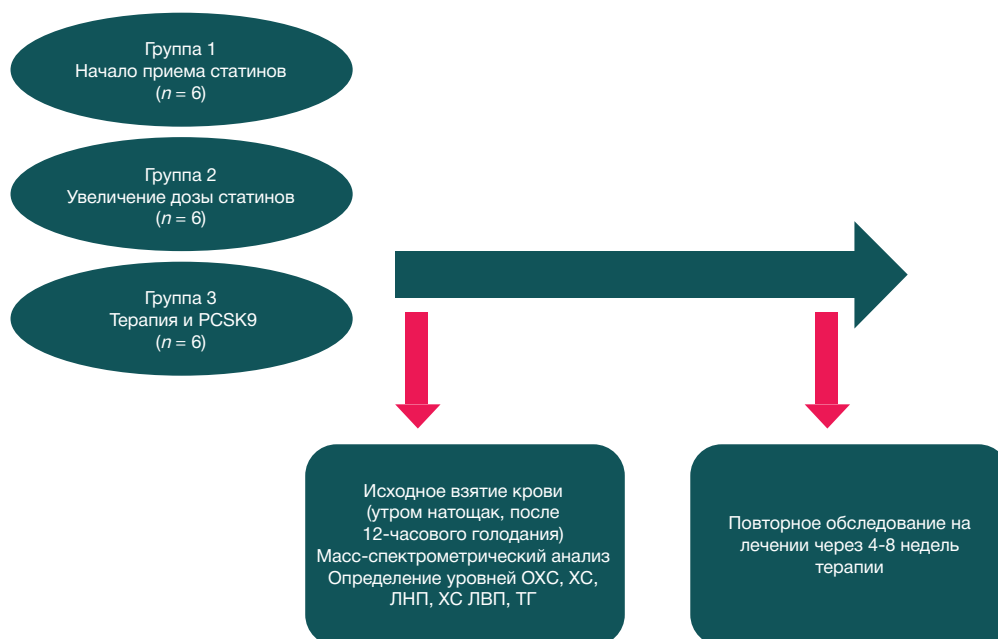 Группа 1
Начало приема статинов
(n = 6)
Группа 2
Увеличение дозы статинов
(n = 6)
Группа 3
Терапия и PCSK9
(n = 6)
Исходное взятие крови
(утром натощак, после
12-часового голодания)
Масс-спектрометрический анализ
Определение уровней ОХС, ХС,
ЛНП, ХС ЛВП, ТГ
Повторное обследование на
лечении через 4-8 недель
терапии